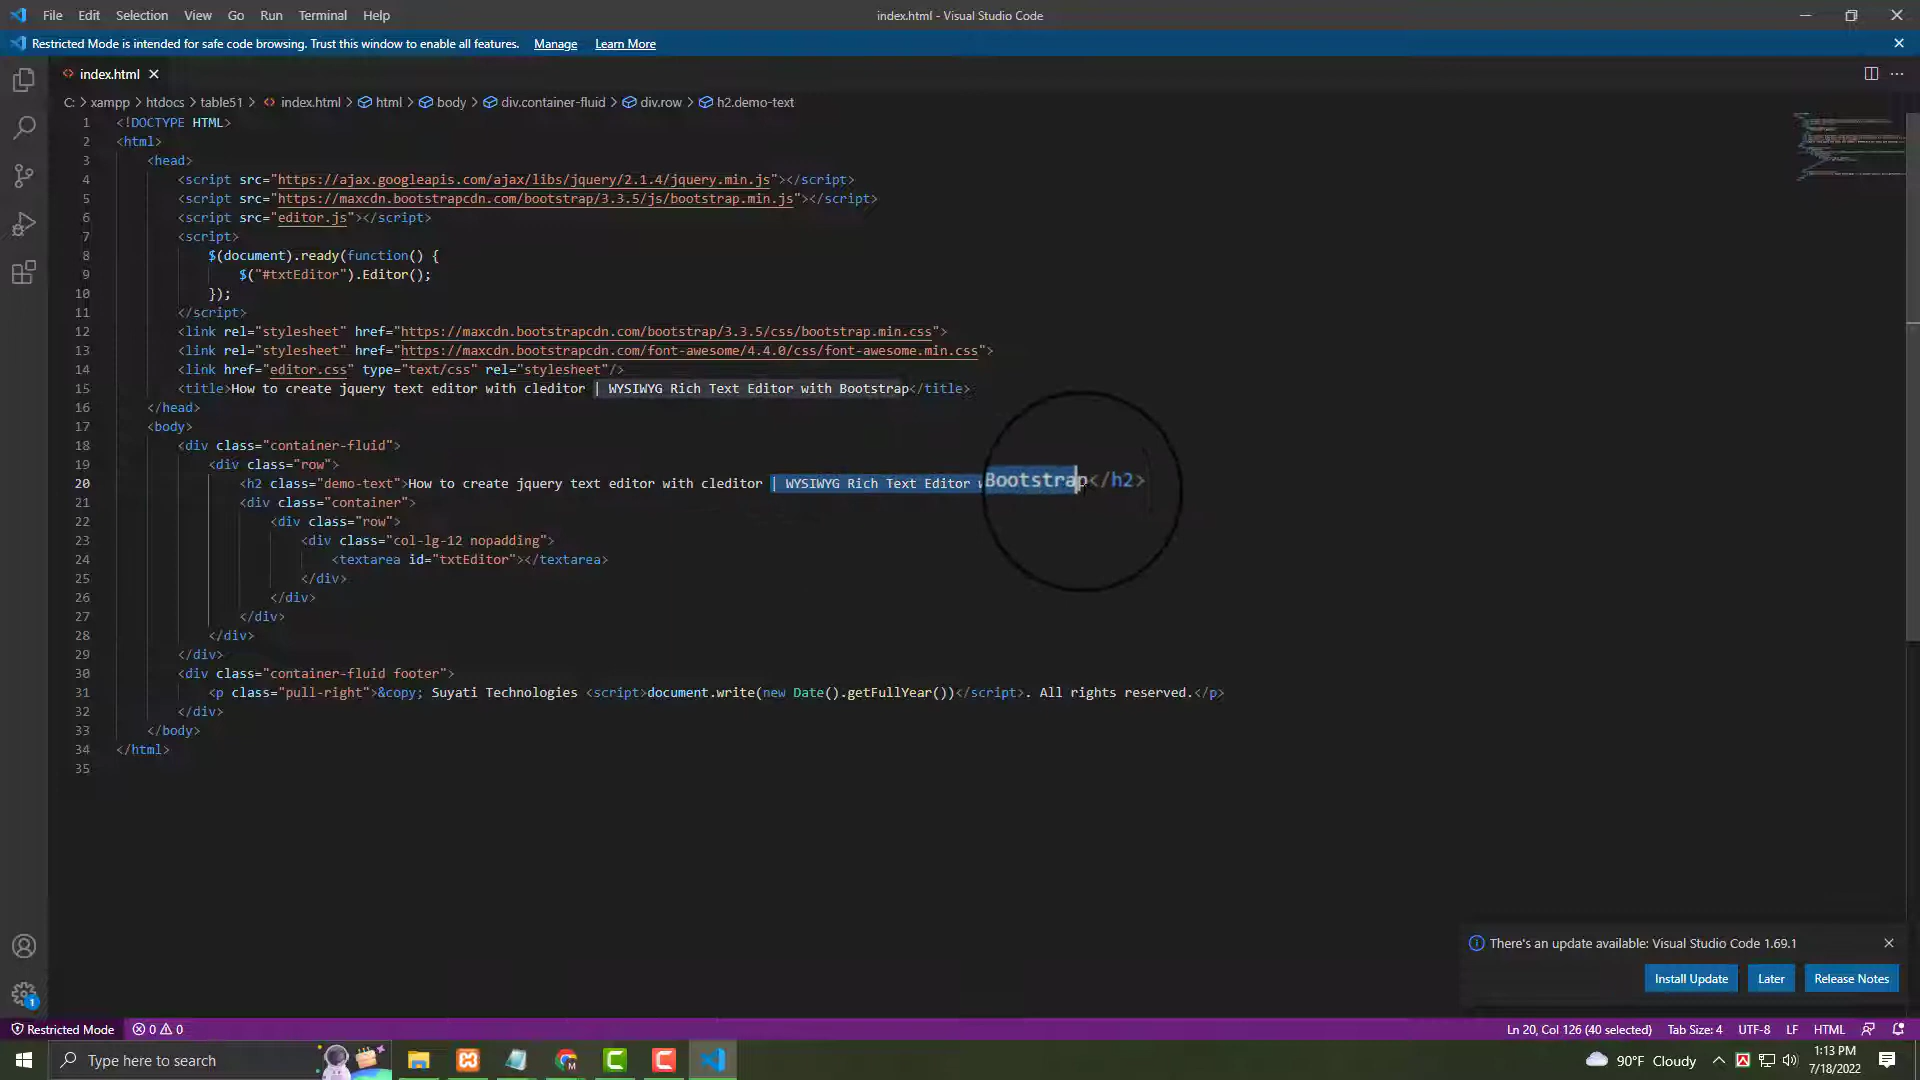 File Edit Selection View Go Run Terminal Help index.html - Visual Studio Code
Restricted Mode is intended for safe code browsing. Trust this window to enable all features. Manage Learn More
index.html
C: > xampp > htdocs > table51 > index.html > html > body > div.container-fluid > div.row > h2.demo-text
1 <!DOCTYPE HTML>
2 <html>
3 <head>
4 <script src="https://ajax.googleapis.com/ajax/libs/jquery/2.1.4/jquery.min.js"></script>
5 <script src="https://maxcdn.bootstrapcdn.com/bootstrap/3.3.5/js/bootstrap.min.js"></script>
6 <script src="editor.js"></script>
7 <script>
8 $(document).ready(function() {
9 $("#txtEditor").Editor();
10 });
11 </script>
12 <link rel="stylesheet" href="https://maxcdn.bootstrapcdn.com/bootstrap/3.3.5/css/bootstrap.min.css">
13 <link rel="stylesheet" href="https://maxcdn.bootstrapcdn.com/font-awesome/4.4.0/css/font-awesome.min.css">
14 <link href="editor.css" type="text/css" rel="stylesheet"/>
15 <title>How to create jquery text editor with cleditor | WYSIWYG Rich Text Editor with Bootstrap</title>
16 </head>
17 <body>
18 <div class="container-fluid">
19 <div class="row">
20 <h2 class="demo-text">How to create jquery text editor with cleditor | WYSIWYG Rich Text Editor Bootstrap</h2>
21 <div class="container">
22 <div class="row">
23 <div class="col-lg-12 nopadding">
24 <textarea id="txtEditor"></textarea>
25 </div>
26 </div>
27 </div>
28 </div>
29 </div>
30 <div class="container-fluid footer">
31 <p class="pull-right">&copy; Suyati Technologies <script>document.write(new Date().getFullYear())</script>. All rights reserved.</p>
32 </div>
33 </body>
34 </html>
35
There's an update available: Visual Studio Code 1.69.1
Install Update Later Release Notes
1
Restricted Mode 0 0 Ln 20, Col 126 (40 selected) Tab Size: 4 UTF-8 LF HTML
Type here to search 90°F Cloudy 1:13 PM
7/18/2022